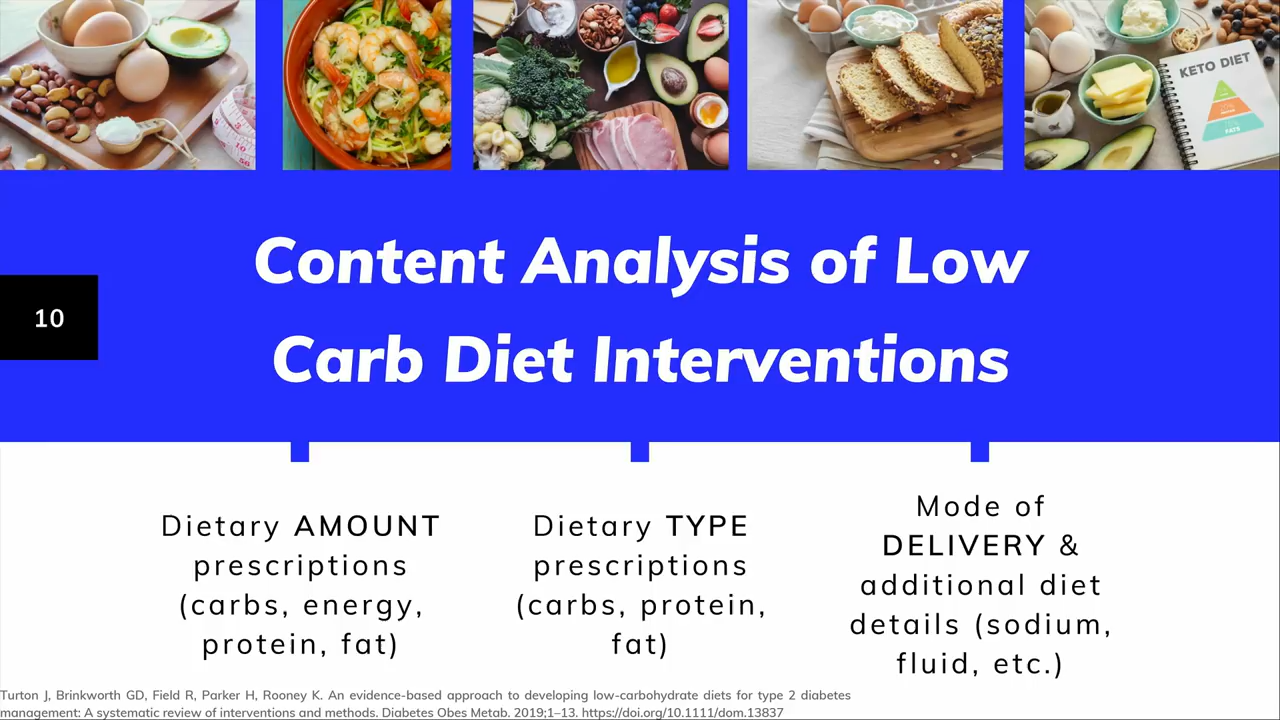 KETO DIET
FATS
Content Analysis of Low
Carb Diet Interventions
10
Dietary AMOUNT
prescriptions
(carbs, energy,
protein, fat)
Dietary TYPE
prescriptions
(carbs, protein,
fat)
Mode of
DELIVERY &
additional diet
details (sodium,
fluid, etc.)
Turton J, Brinkworth GD, Field R, Parker H, Rooney K. An evidence-based approach to developing low-carbohydrate diets for type 2 diabetes
management: A systematic review of interventions and methods. Diabetes Obes Metab. 2019;1–13. https://doi.org/10.1111/dom.13837